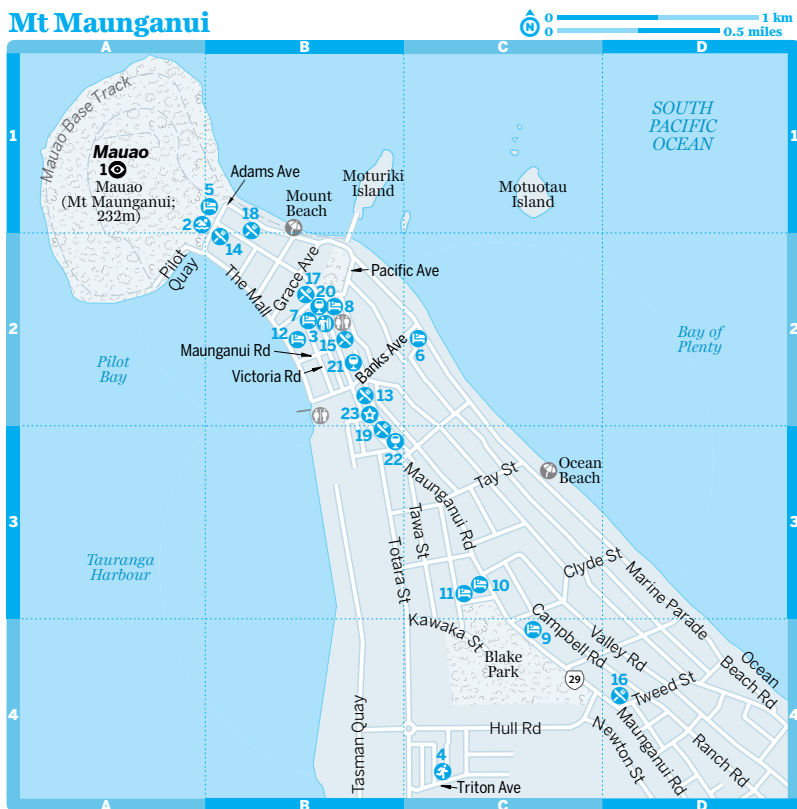 Mt Maunganui
N
0
1 km
0
0.5 miles
A
B
C
D
1
1
Mauao Base Track
SOUTH
PACIFIC
OCEAN
Mauao
1
Mauao
(Mt Maunganui;
232m)
5
Adams Ave
Mount
Beach
Moturiki
Island
Motuotau
Island
2
18
14
Pilot
Quay
The Mall
Grace Ave
Pacific Ave
17
20
8
7
3
12
15
2
2
Maunganui Rd
Victoria Rd
21
Banks Ave
6
Pilot
Bay
Bay of
Plenty
13
23
19
22
Maunganui Rd
Tay St
Ocean
Beach
3
3
Tawa St
Totara St
Tauranga
Harbour
Clyde St
Marine Parade
11
10
Kawaka St
9
Campbell Rd
Valley Rd
Blake
Park
29
16
Tweed St
Ocean
Beach Rd
4
4
Tasman Quay
Hull Rd
Newton St
Maunganui Rd
Ranch Rd
4
Triton Ave
A
B
C
D